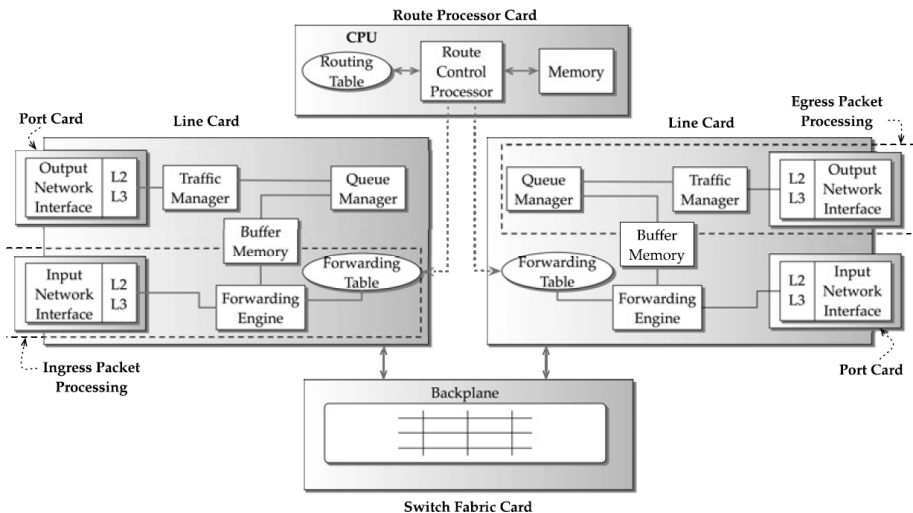 Route Processor Card
CPU
Routing
Table
Route
Control
Processor
Memory
Port Card
Line Card
Line Card
Egress Packet
Processing
Output
Network
Interface
L2
L3
Traffic
Manager
Queue
Manager
Buffer
Memory
Input
Network
Interface
L2
L3
Forwarding
Engine
Forwarding
Table
Queue
Manager
Traffic
Manager
L2
L3
Output
Network
Interface
Buffer
Memory
Forwarding
Table
Forwarding
Engine
L2
L3
Input
Network
Interface
Ingress Packet
Processing
Port Card
Backplane
Switch Fabric Card